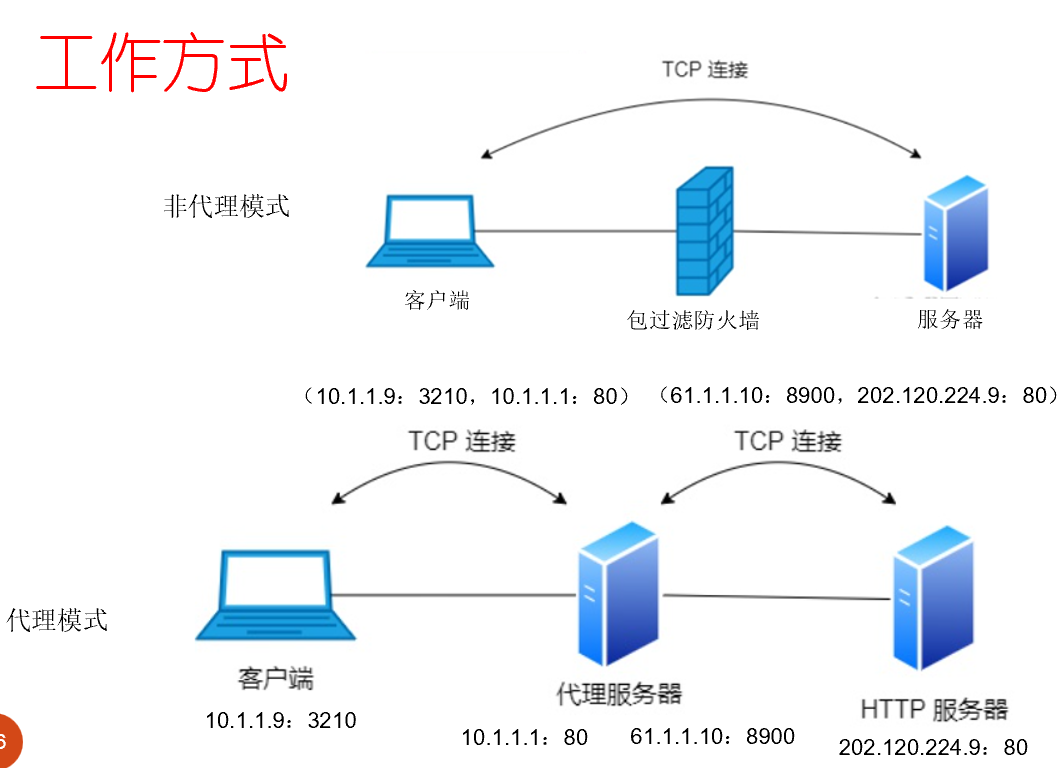 工作方式
TCP 连接
非代理模式
客户端
包过滤防火墙
服务器
（10.1.1.9：3210，10.1.1.1：80）
（61.1.1.10：8900，202.120.224.9：80）
TCP 连接
TCP 连接
代理模式
客户端
代理服务器
HTTP 服务器
10.1.1.9：3210
10.1.1.1：80
61.1.1.10：8900
202.120.224.9：80
6